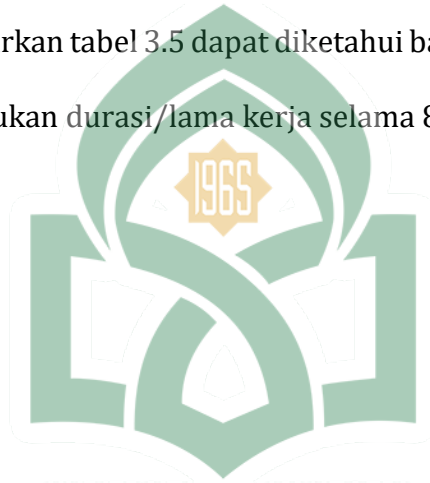 rkan tabel 3.5 dapat diketahui ba
ukan durasi/lama kerja selama 8
1965